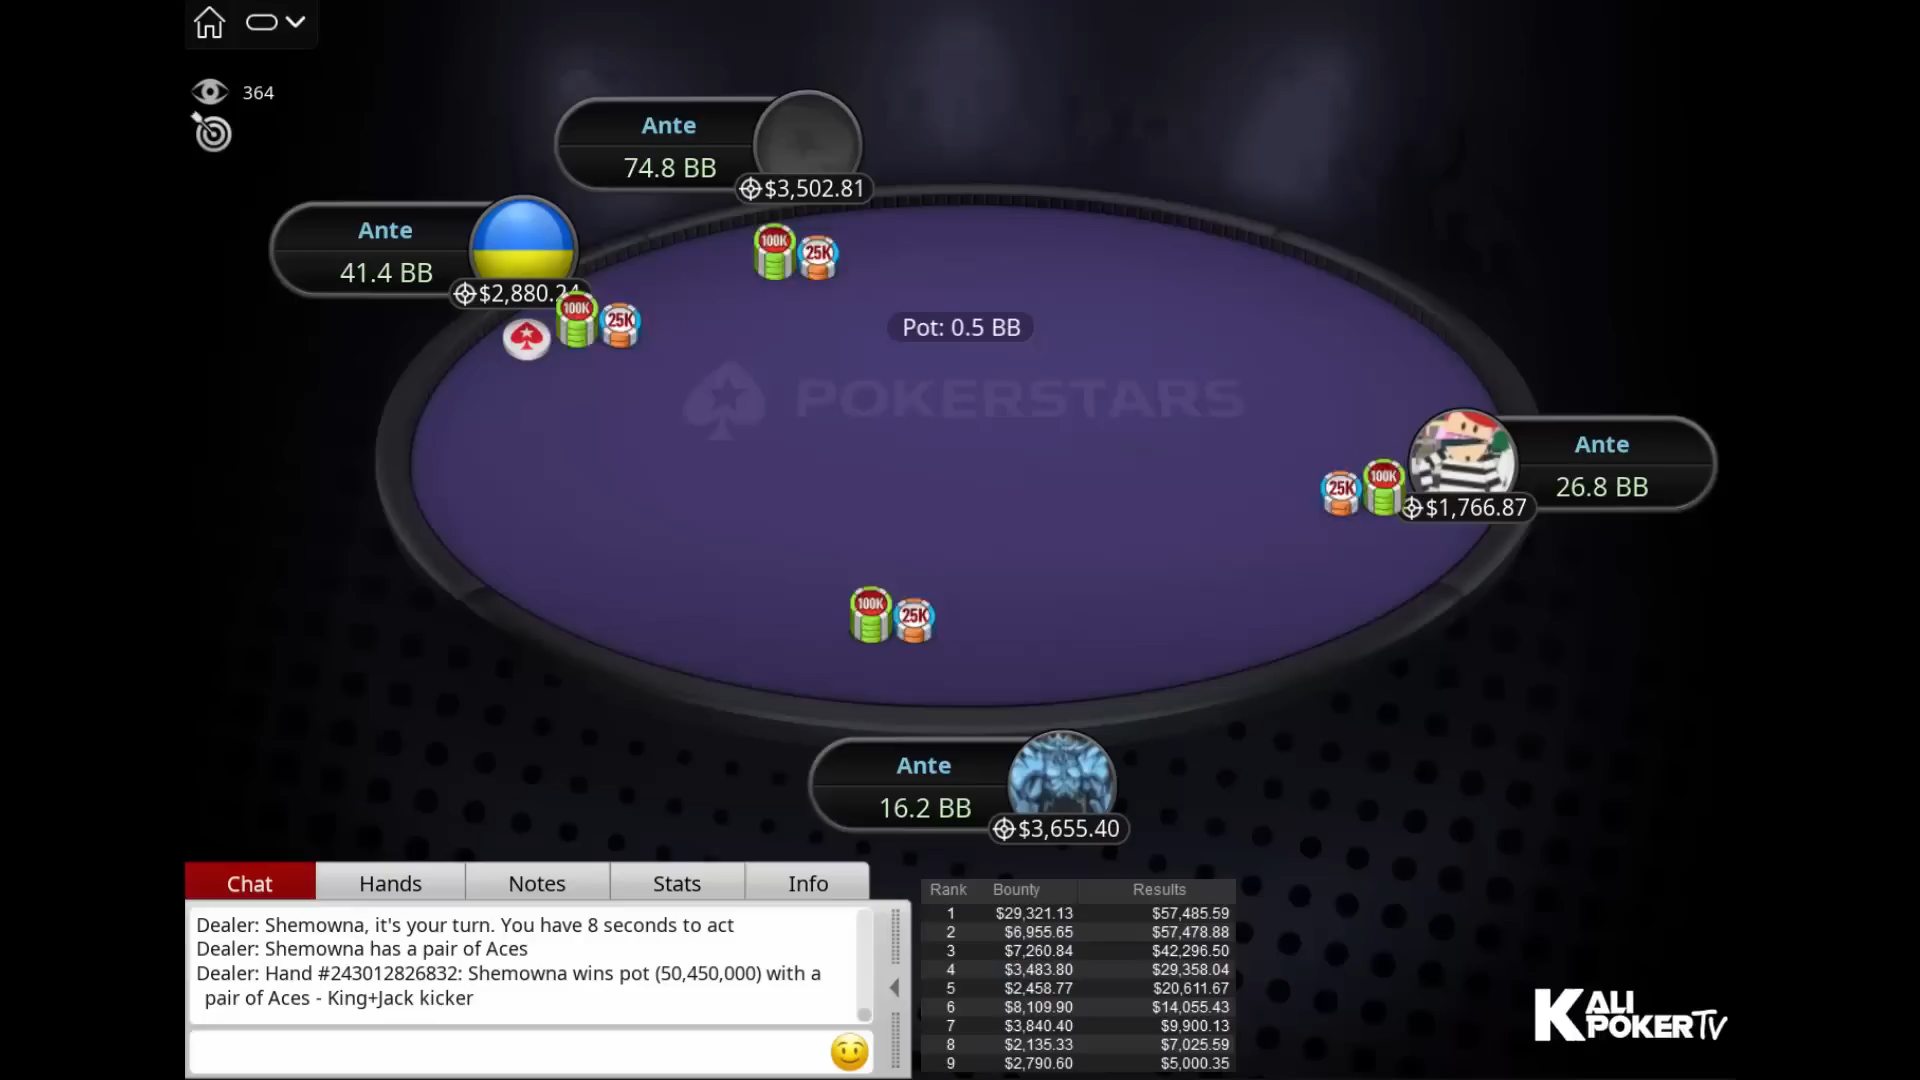 364
Ante
74.8 BB
$3,502.81
Ante
41.4 BB
$2,880.24
100K
25K
100K
25K
Pot: 0.5 BB
POKERSTARS
Ante
26.8 BB
$1,766.87
25K
100K
100K
25K
Ante
16.2 BB
$3,655.40
Chat Hands Notes Stats Info
Dealer: Shemowna, it's your turn. You have 8 seconds to act
Dealer: Shemowna has a pair of Aces
Dealer: Hand #243012826832: Shemowna wins pot (50,450,000) with a
pair of Aces - King+Jack kicker
Rank Bounty Results
1 $29,321.13 $57,485.59
2 $6,955.65 $57,478.88
3 $7,260.84 $42,296.50
4 $3,483.80 $29,358.04
5 $2,458.77 $20,611.67
6 $8,109.90 $14,055.43
7 $3,840.40 $9,900.13
8 $2,135.33 $7,025.59
9 $2,790.60 $5,000.35
KALI
POKERTV